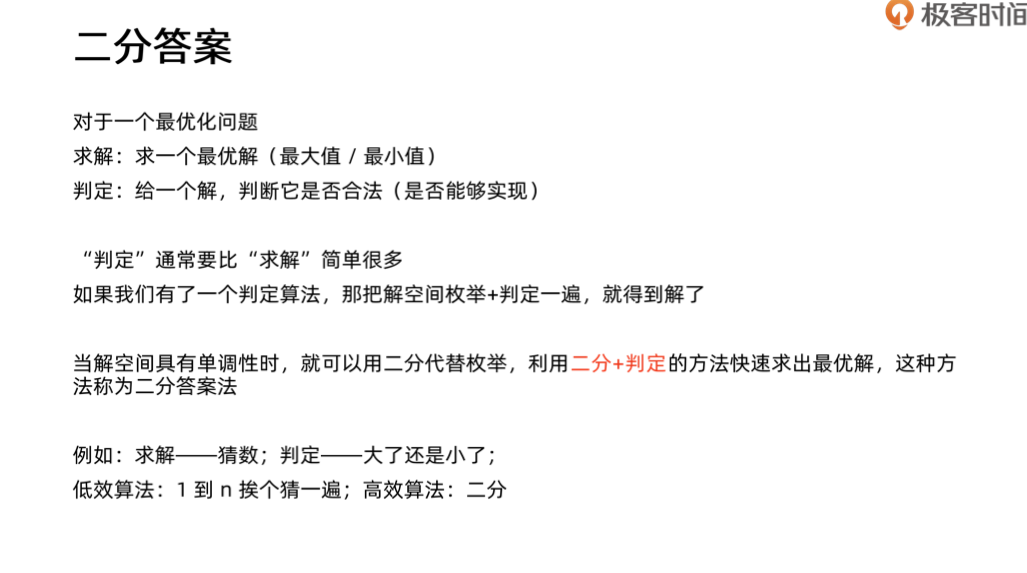 极客时间
二分答案
对于一个最优化问题
求解：求一个最优解（最大值 / 最小值）
判定：给一个解，判断它是否合法（是否能够实现）
“判定”通常要比“求解”简单很多
如果我们有了一个判定算法，那把解空间枚举+判定一遍，就得到解了
当解空间具有单调性时，就可以用二分代替枚举，利用二分+判定的方法快速求出最优解，这种方
法称为二分答案法
例如：求解——猜数；判定——大了还是小了；
低效算法：1 到 n 挨个猜一遍；高效算法：二分